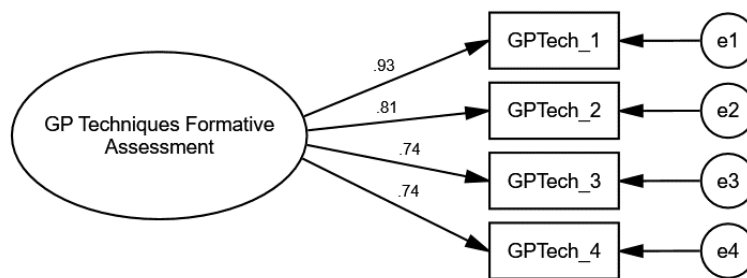 GPTech_1
e1
.93
GPTech_2
e2
.81
GP Techniques Formative
Assessment
.74
GPTech_3
e3
.74
GPTech_4
e4